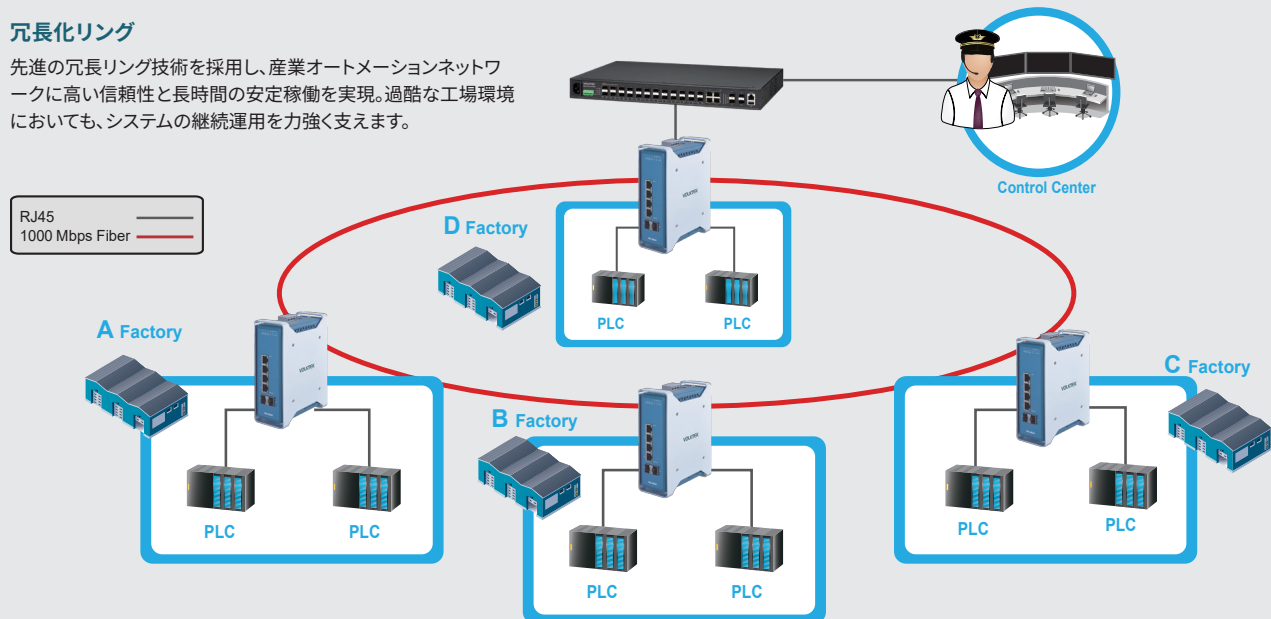 冗長化リング
先進の冗長リング技術を採用し、産業オートメーションネットワ
ークに高い信頼性と長時間の安定稼働を実現。過酷な工場環境
においても、システムの継続運用を力強く支えます。
Control Center
RJ45
1000 Mbps Fiber
D Factory
VOLKTEK
PLC
PLC
A Factory
VOLKTEK
PLC
PLC
B Factory
VOLKTEK
PLC
PLC
C Factory
VOLKTEK
PLC
PLC